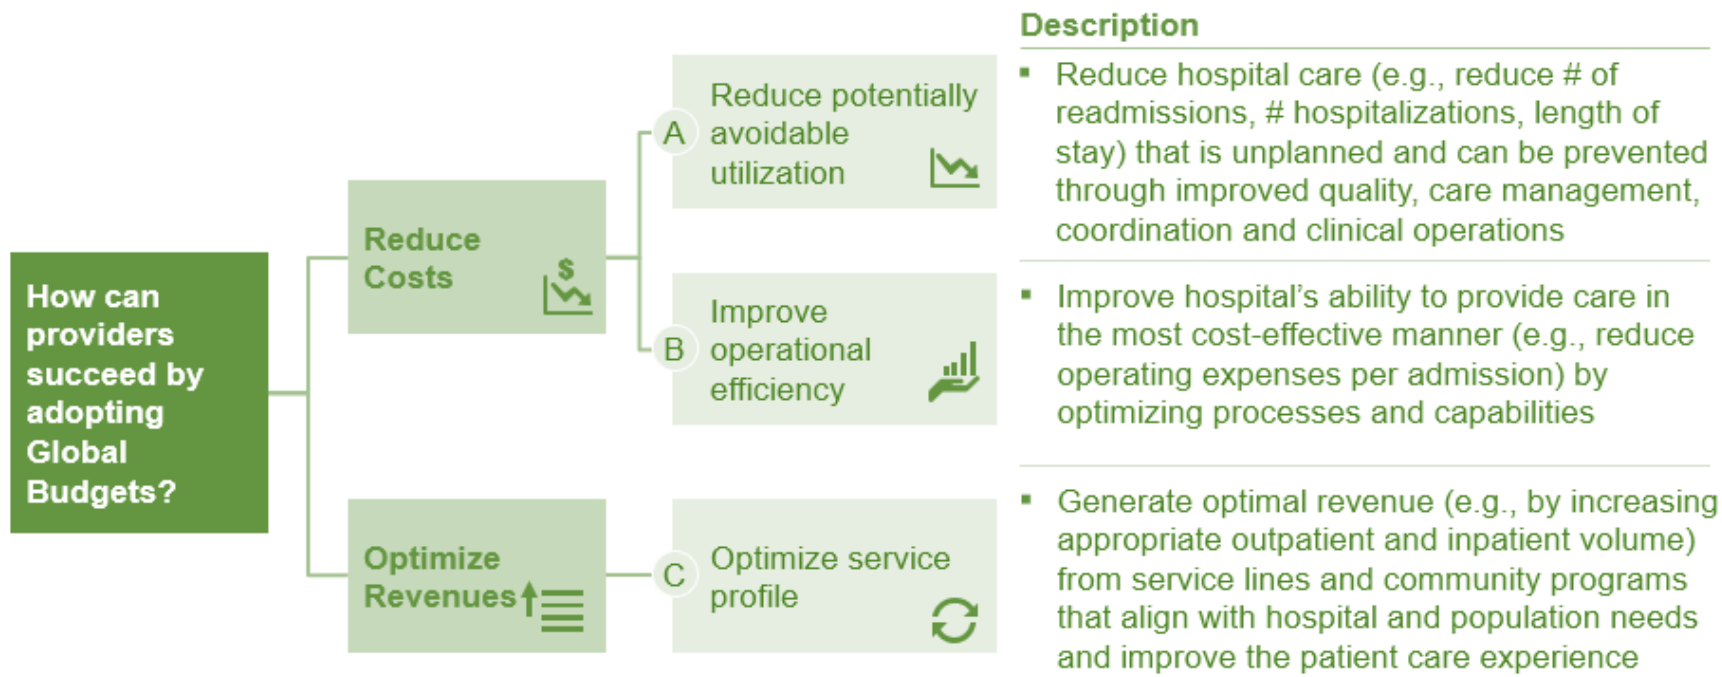 Description
How can
providers
succeed by
adopting
Global
Budgets?
Reduce
Costs
$
A
Reduce potentially
avoidable
utilization
▪ Reduce hospital care (e.g., reduce # of
readmissions, # hospitalizations, length of
stay) that is unplanned and can be prevented
through improved quality, care management,
coordination and clinical operations
B
Improve
operational
efficiency
▪ Improve hospital’s ability to provide care in
the most cost-effective manner (e.g., reduce
operating expenses per admission) by
optimizing processes and capabilities
Optimize
Revenues
C
Optimize service
profile
▪ Generate optimal revenue (e.g., by increasing
appropriate outpatient and inpatient volume)
from service lines and community programs
that align with hospital and population needs
and improve the patient care experience